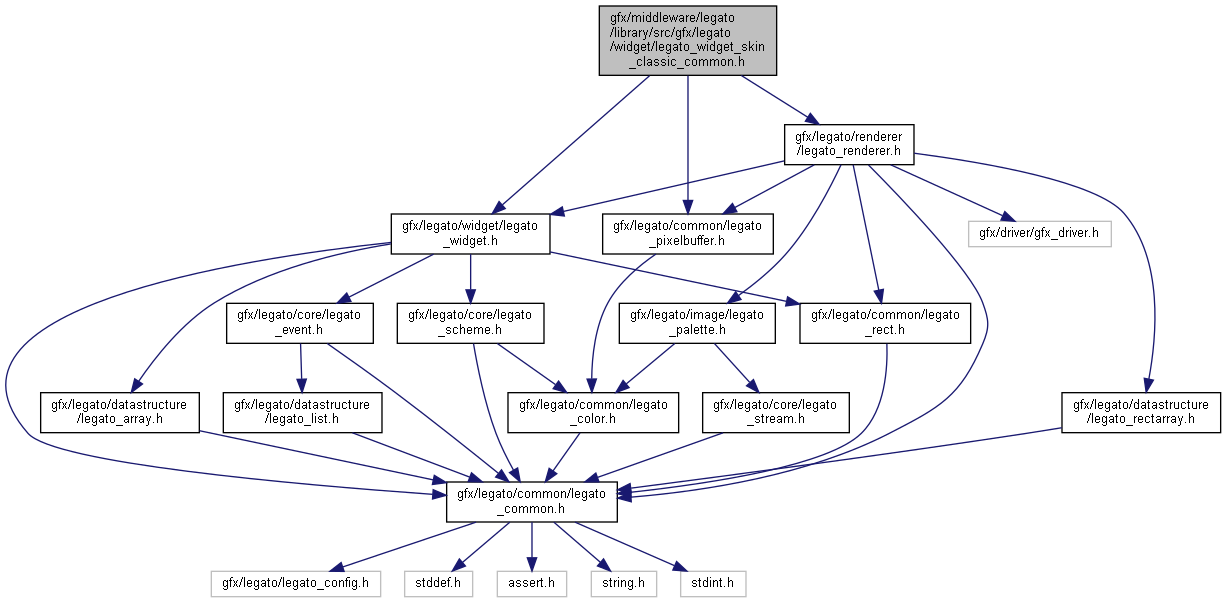 gfx/middleware/legato
/library/src/gfx/legato
/widget/legato_widget_skin
_classic_common.h
gfx/legato/renderer
/legato_renderer.h
gfx/legato/widget/legato
_widget.h
gfx/legato/common/legato
_pixelbuffer.h
gfx/driver/gfx_driver.h
gfx/legato/core/legato
_event.h
gfx/legato/core/legato
_scheme.h
gfx/legato/image/legato
_palette.h
gfx/legato/common/legato
_rect.h
gfx/legato/datastructure
/legato_array.h
gfx/legato/datastructure
/legato_list.h
gfx/legato/common/legato
_color.h
gfx/legato/core/legato
_stream.h
gfx/legato/datastructure
/legato_rectarray.h
gfx/legato/common/legato
_common.h
gfx/legato/legato_config.h
stddef.h
assert.h
string.h
stdint.h